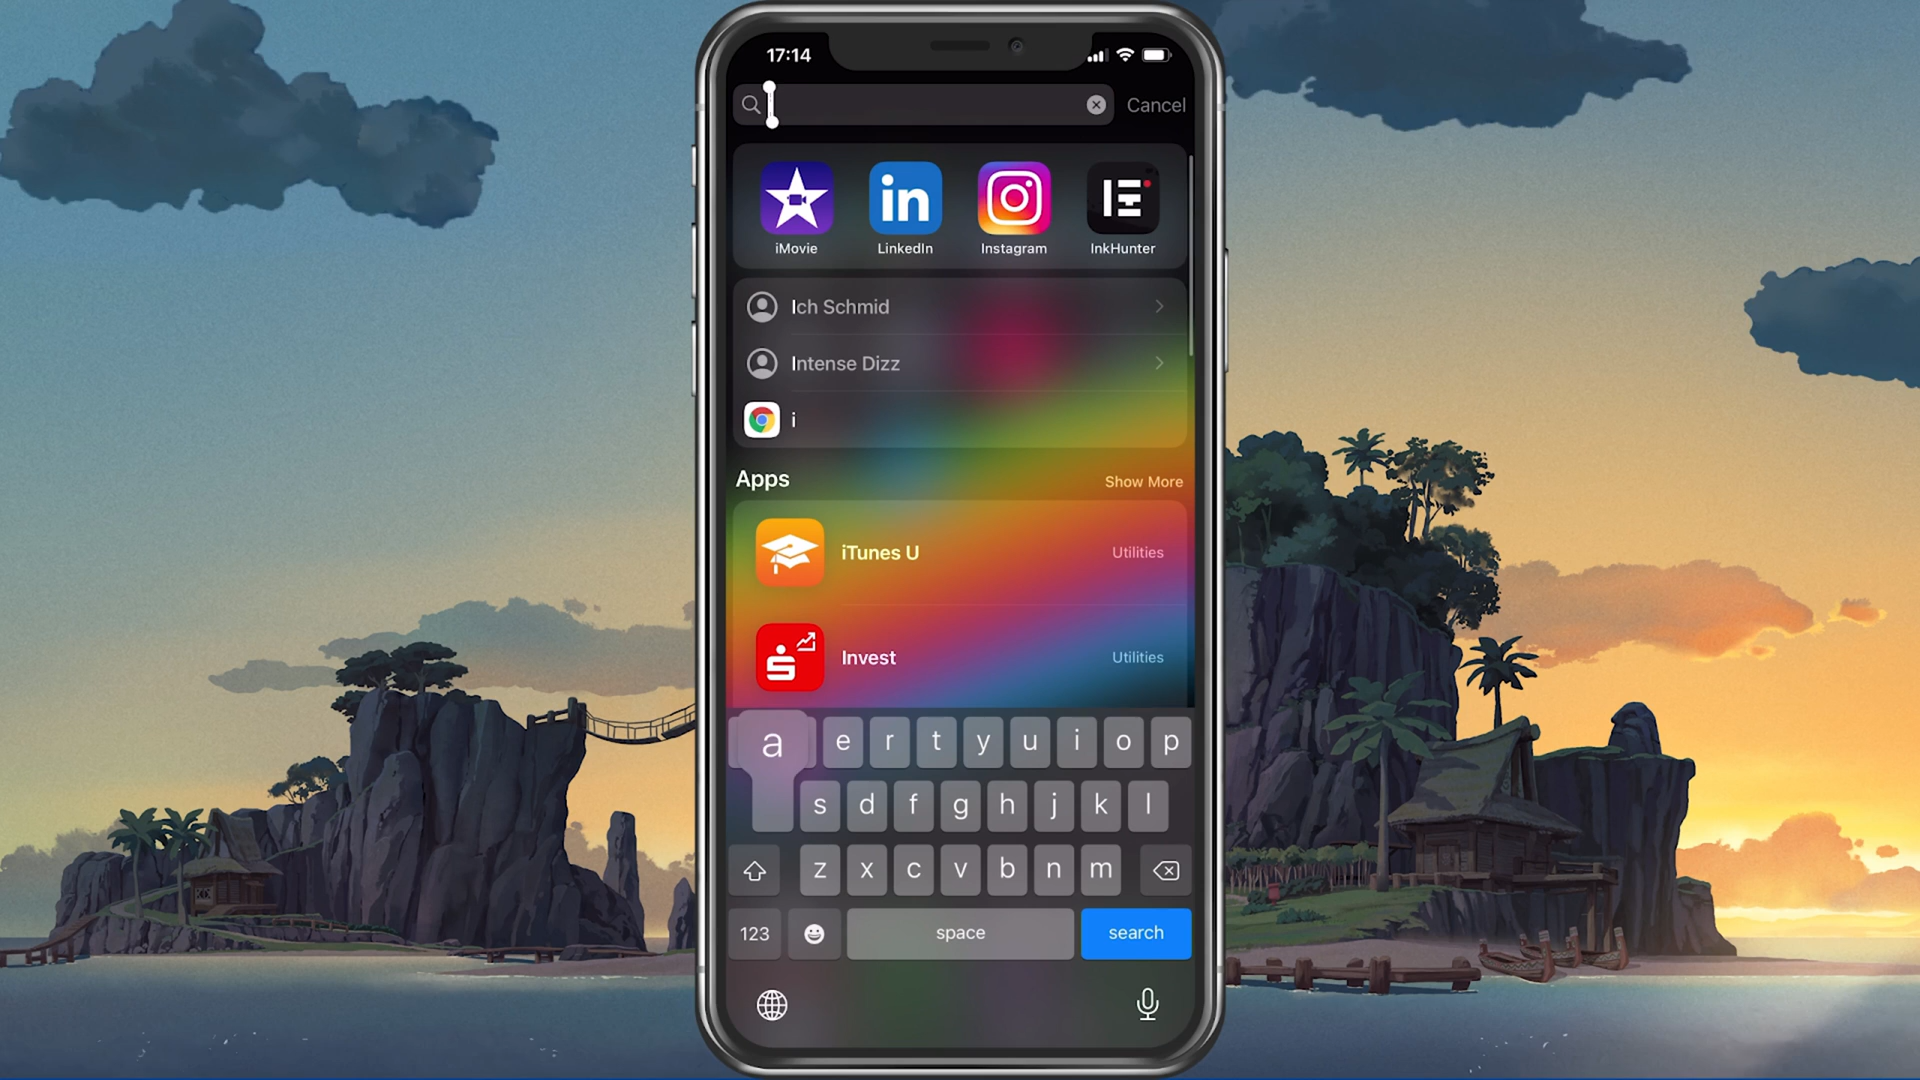 17:14
Cancel
in
iMovie
LinkedIn
Instagram
InkHunter
Ich Schmid
Intense Dizz
i
Apps
Show More
iTunes U
Utilities
Invest
Utilities
a e r t y u i o p
s d f g h j k l
z x c v b n m
123
space
search